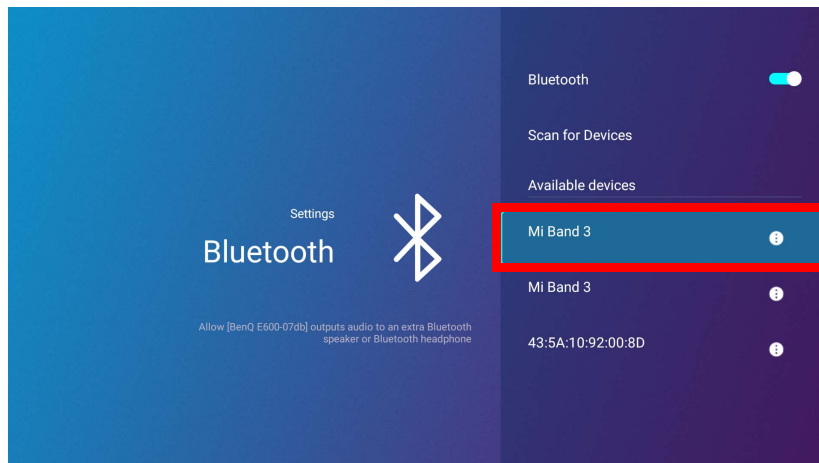 Settings
Bluetooth
Allow [BenQ E600-07db] outputs audio to an extra Bluetooth
speaker or Bluetooth headphone
Bluetooth
Scan for Devices
Available devices
Mi Band 3
Mi Band 3
43:5A:10:92:00:8D